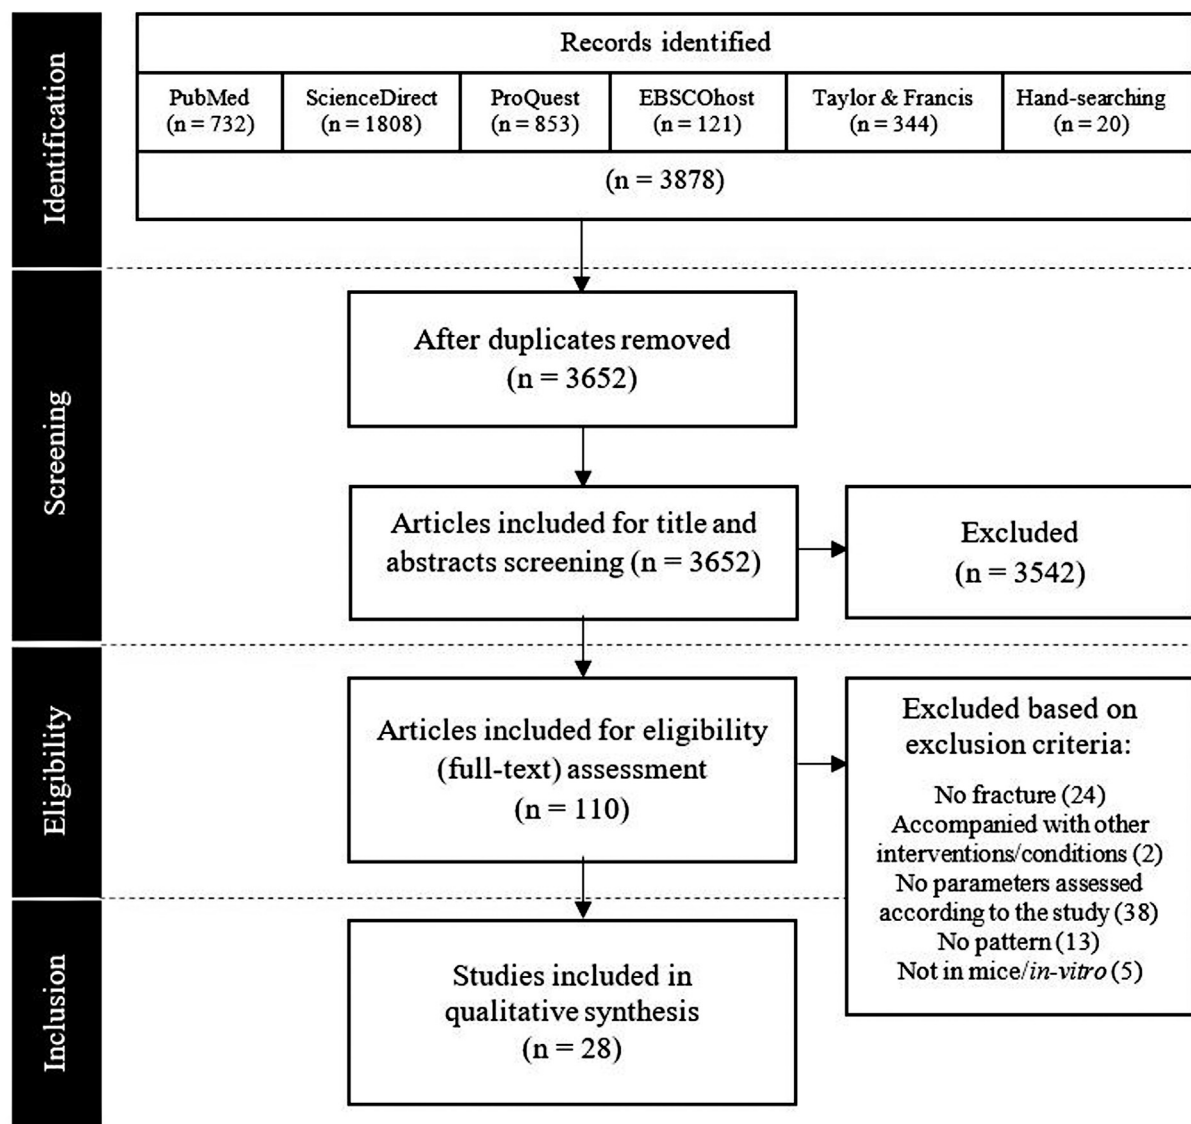 Identification
Records identified
PubMed
(n = 732)
ScienceDirect
(n = 1808)
ProQuest
(n = 853)
EBSCOhost
(n = 121)
Taylor & Francis
(n = 344)
Hand-searching
(n = 20)
(n = 3878)
Screening
After duplicates removed
(n = 3652)
Articles included for title and
abstracts screening (n = 3652)
Excluded
(n = 3542)
Eligibility
Articles included for eligibility
(full-text) assessment
(n = 110)
Excluded based on
exclusion criteria:
No fracture (24)
Accompanied with other
interventions/conditions (2)
No parameters assessed
according to the study (38)
No pattern (13)
Not in mice/in-vitro (5)
Inclusion
Studies included in
qualitative synthesis
(n = 28)